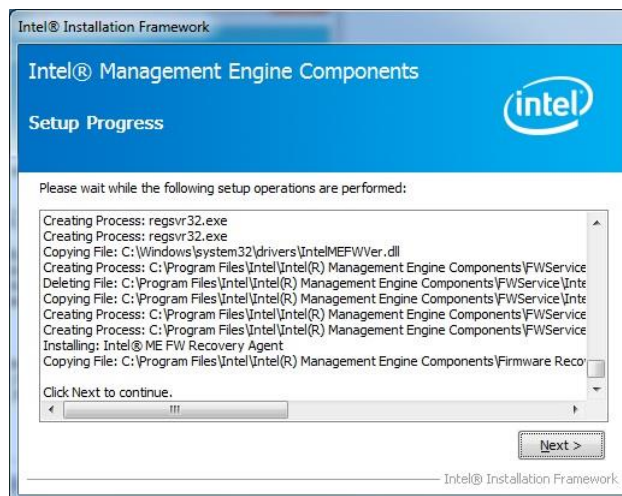 Intel® Installation Framework
Intel® Management Engine Components
Setup Progress
intel
Please wait while the following setup operations are performed:
Creating Process: regsvr32.exe
Creating Process: regsvr32.exe
Copying File: C:\Windows\system32\drivers\IntelMEFWVer.dll
Creating Process: C:\Program Files\Intel\Intel(R) Management Engine Components\FWService
Deleting File: C:\Program Files\Intel\Intel(R) Management Engine Components\FWService\Inte
Copying File: C:\Program Files\Intel\Intel(R) Management Engine Components\FWService\Inte
Creating Process: C:\Program Files\Intel\Intel(R) Management Engine Components\FWService
Creating Process: C:\Program Files\Intel\Intel(R) Management Engine Components\FWService
Installing: Intel® ME FW Recovery Agent
Copying File: C:\Program Files\Intel\Intel(R) Management Engine Components\Firmware Reco
Click Next to continue.
Next >
Intel® Installation Framework